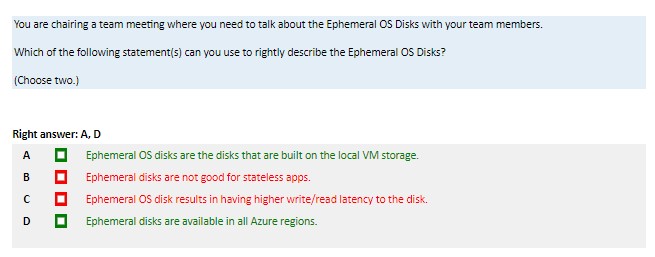 You are chairing a team meeting where you need to talk about the Ephemeral OS Disks with your team members.
Which of the following statement(s) can you use to rightly describe the Ephemeral OS Disks?
(Choose two.)
Right answer: A, D
A Ephemeral OS disks are the disks that are built on the local VM storage.
B Ephemeral disks are not good for stateless apps.
C Ephemeral OS disk results in having higher write/read latency to the disk.
D Ephemeral disks are available in all Azure regions.